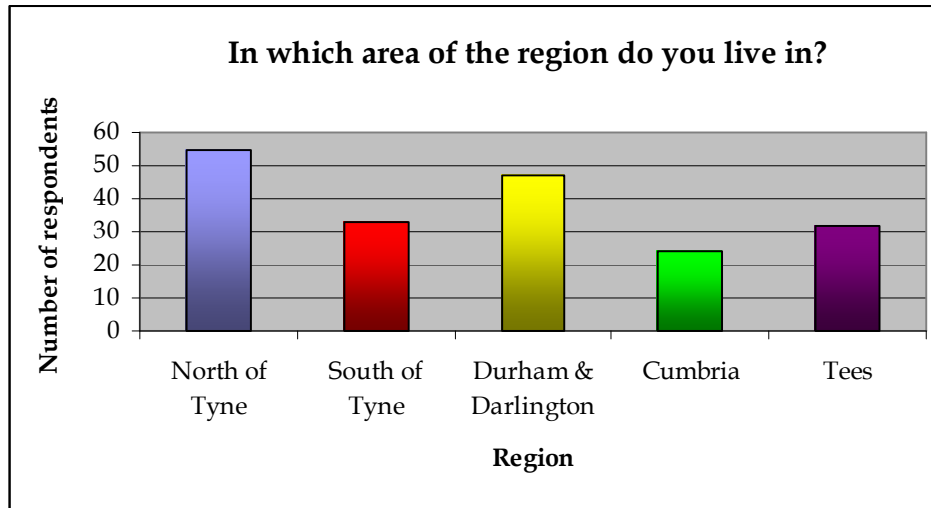 In which area of the region do you live in?
Number of respondents
60
50
40
30
20
10
0
North of
Tyne
South of
Tyne
Durham &
Darlington
Cumbria
Tees
Region